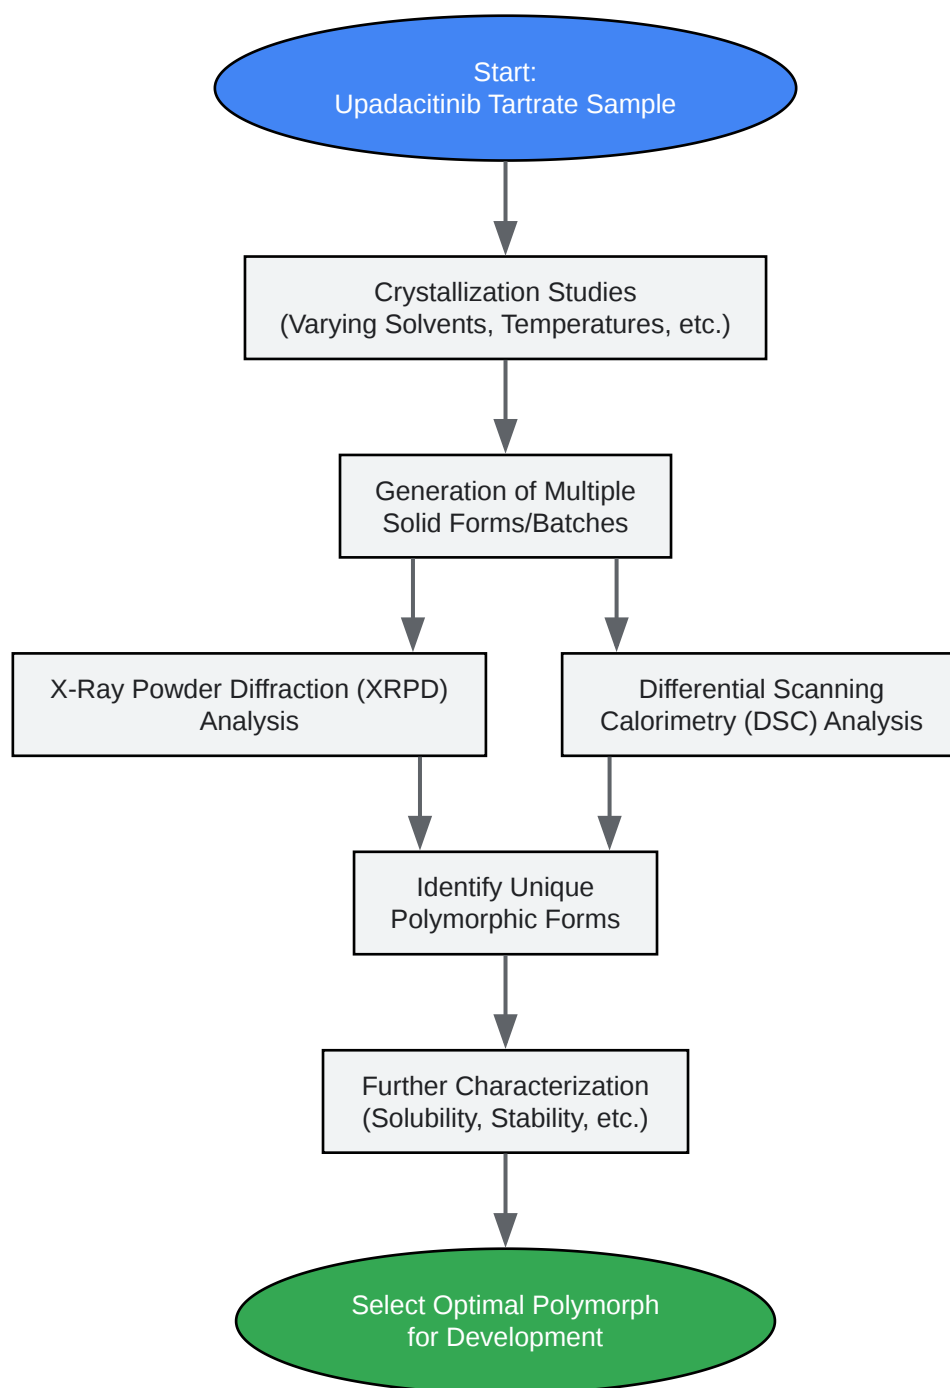 Start:
Upadacitinib Tartrate Sample
Crystallization Studies
(Varying Solvents, Temperatures, etc.)
Generation of Multiple
Solid Forms/Batches
X-Ray Powder Diffraction (XRPD)
Analysis
Differential Scanning
Calorimetry (DSC) Analysis
Identify Unique
Polymorphic Forms
Further Characterization
(Solubility, Stability, etc.)
Select Optimal Polymorph
for Development